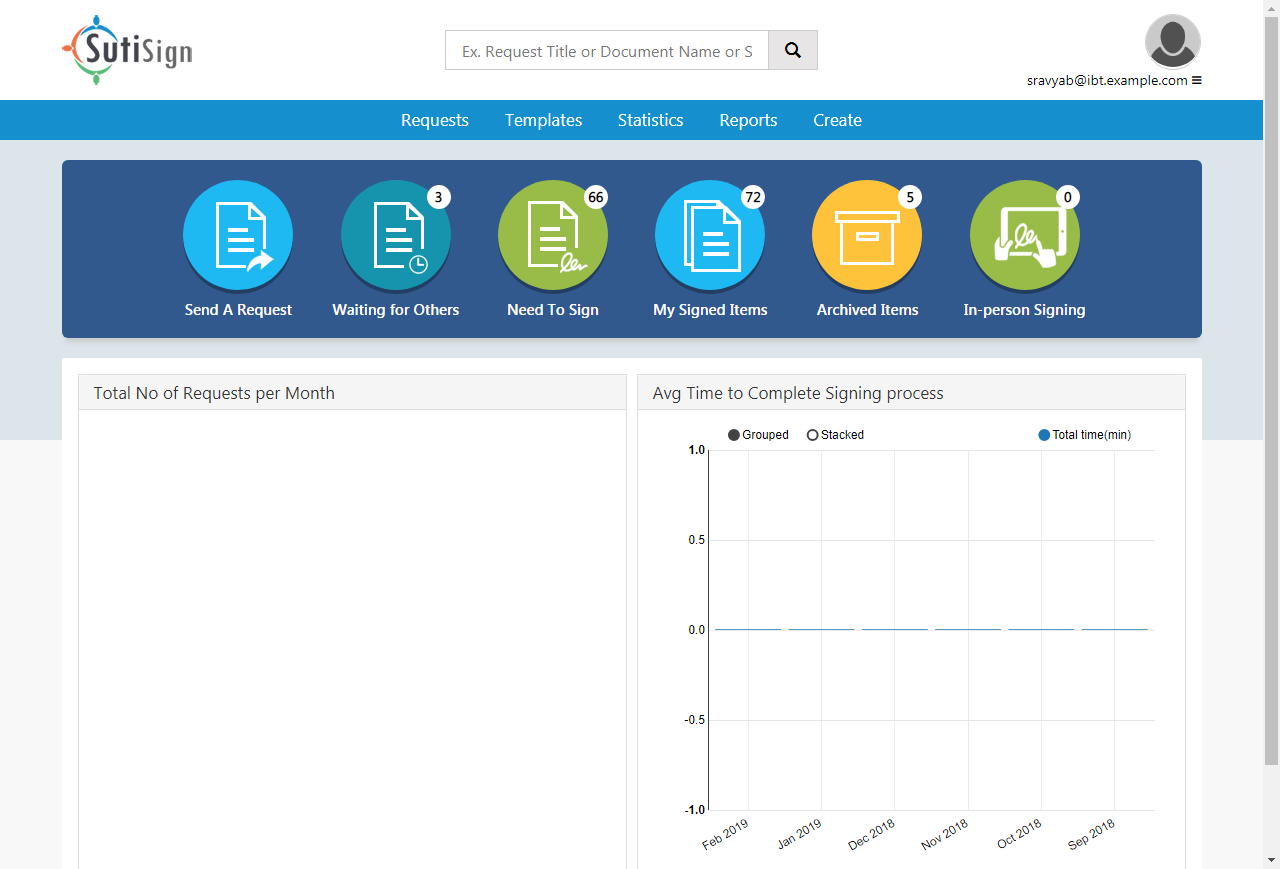 SutiSign
Ex. Request Title or Document Name or S
sravyab@ibt.example.com
Requests Templates Statistics Reports Create
3 66 72 5 0
Send A Request Waiting for Others Need To Sign My Signed Items Archived Items In-person Signing
Total No of Requests per Month
Avg Time to Complete Signing process
Grouped Stacked Total time(min)
1.0
0.5
0.0
-0.5
-1.0
Feb 2019 Jan 2019 Dec 2018 Nov 2018 Oct 2018 Sep 2018